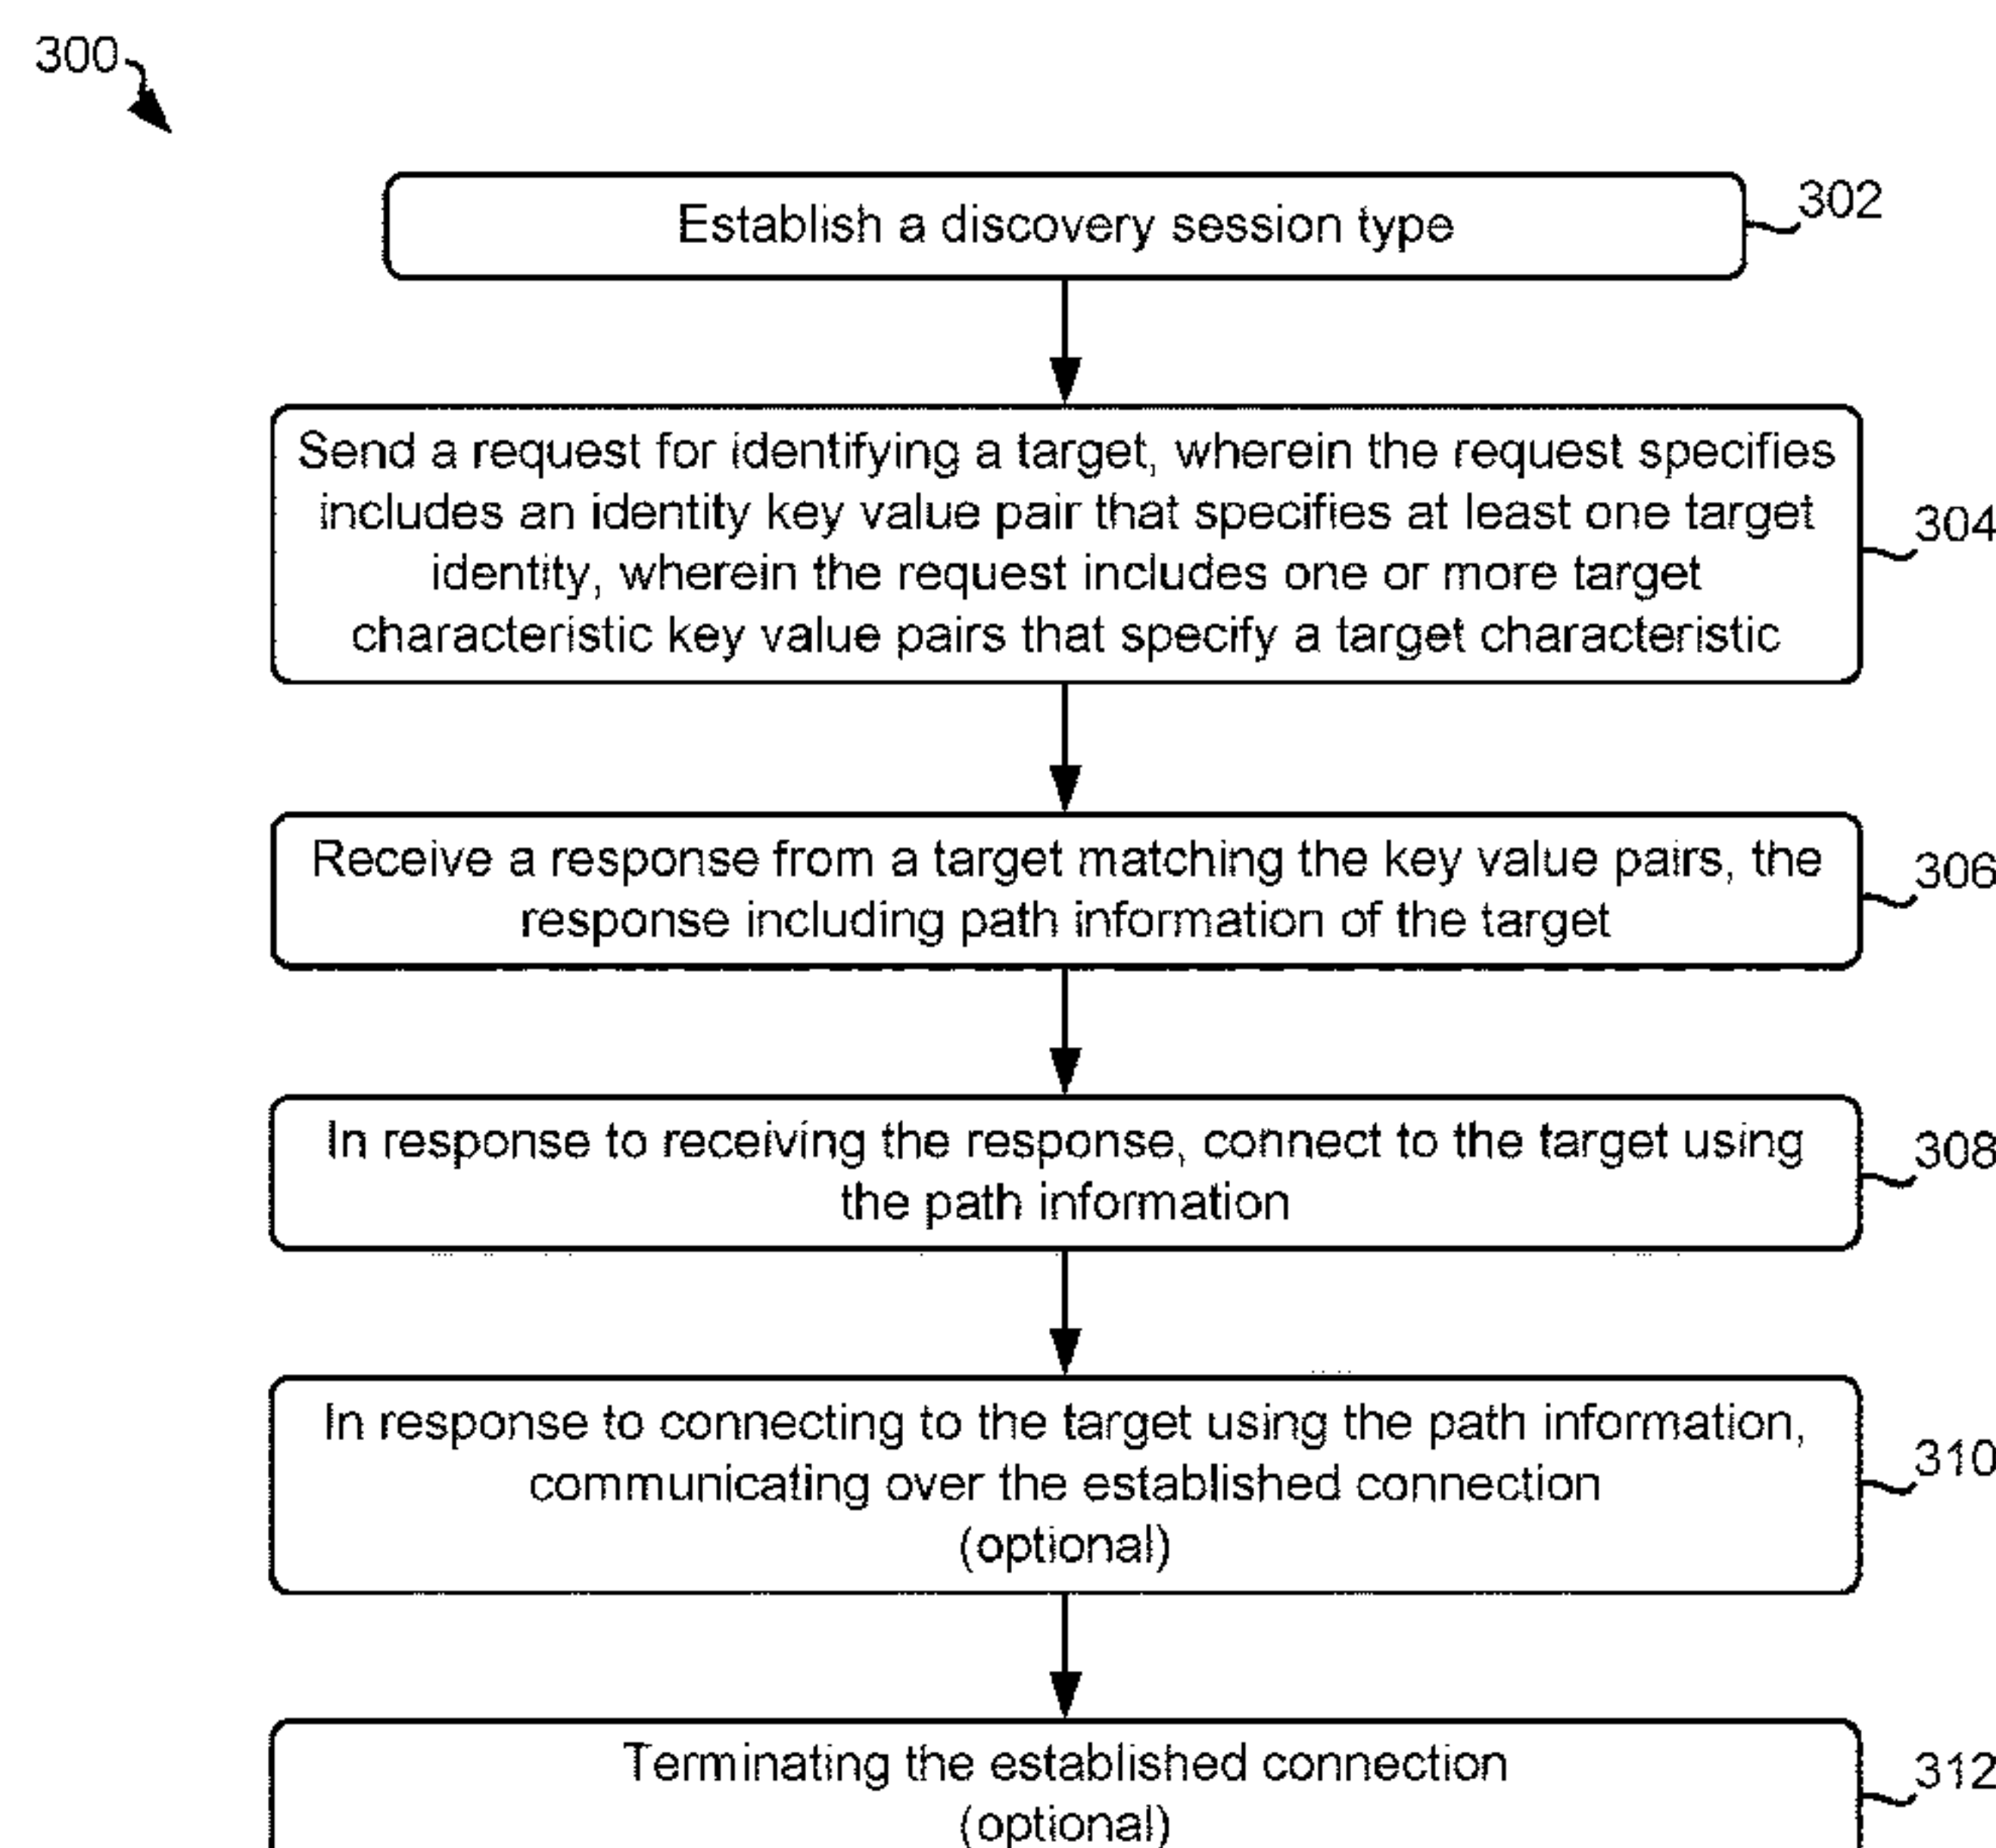 300
Establish a discovery session type
302
Send a request for identifying a target, wherein the request specifies
includes an identity key value pair that specifies at least one target
identity, wherein the request includes one or more target
characteristic key value pairs that specify a target characteristic
304
Receive a response from a target matching the key value pairs, the
response including path information of the target
306
In response to receiving the response, connect to the target using
the path information
308
In response to connecting to the target using the path information,
communicating over the established connection
(optional)
310
Terminating the established connection
(optional)
312